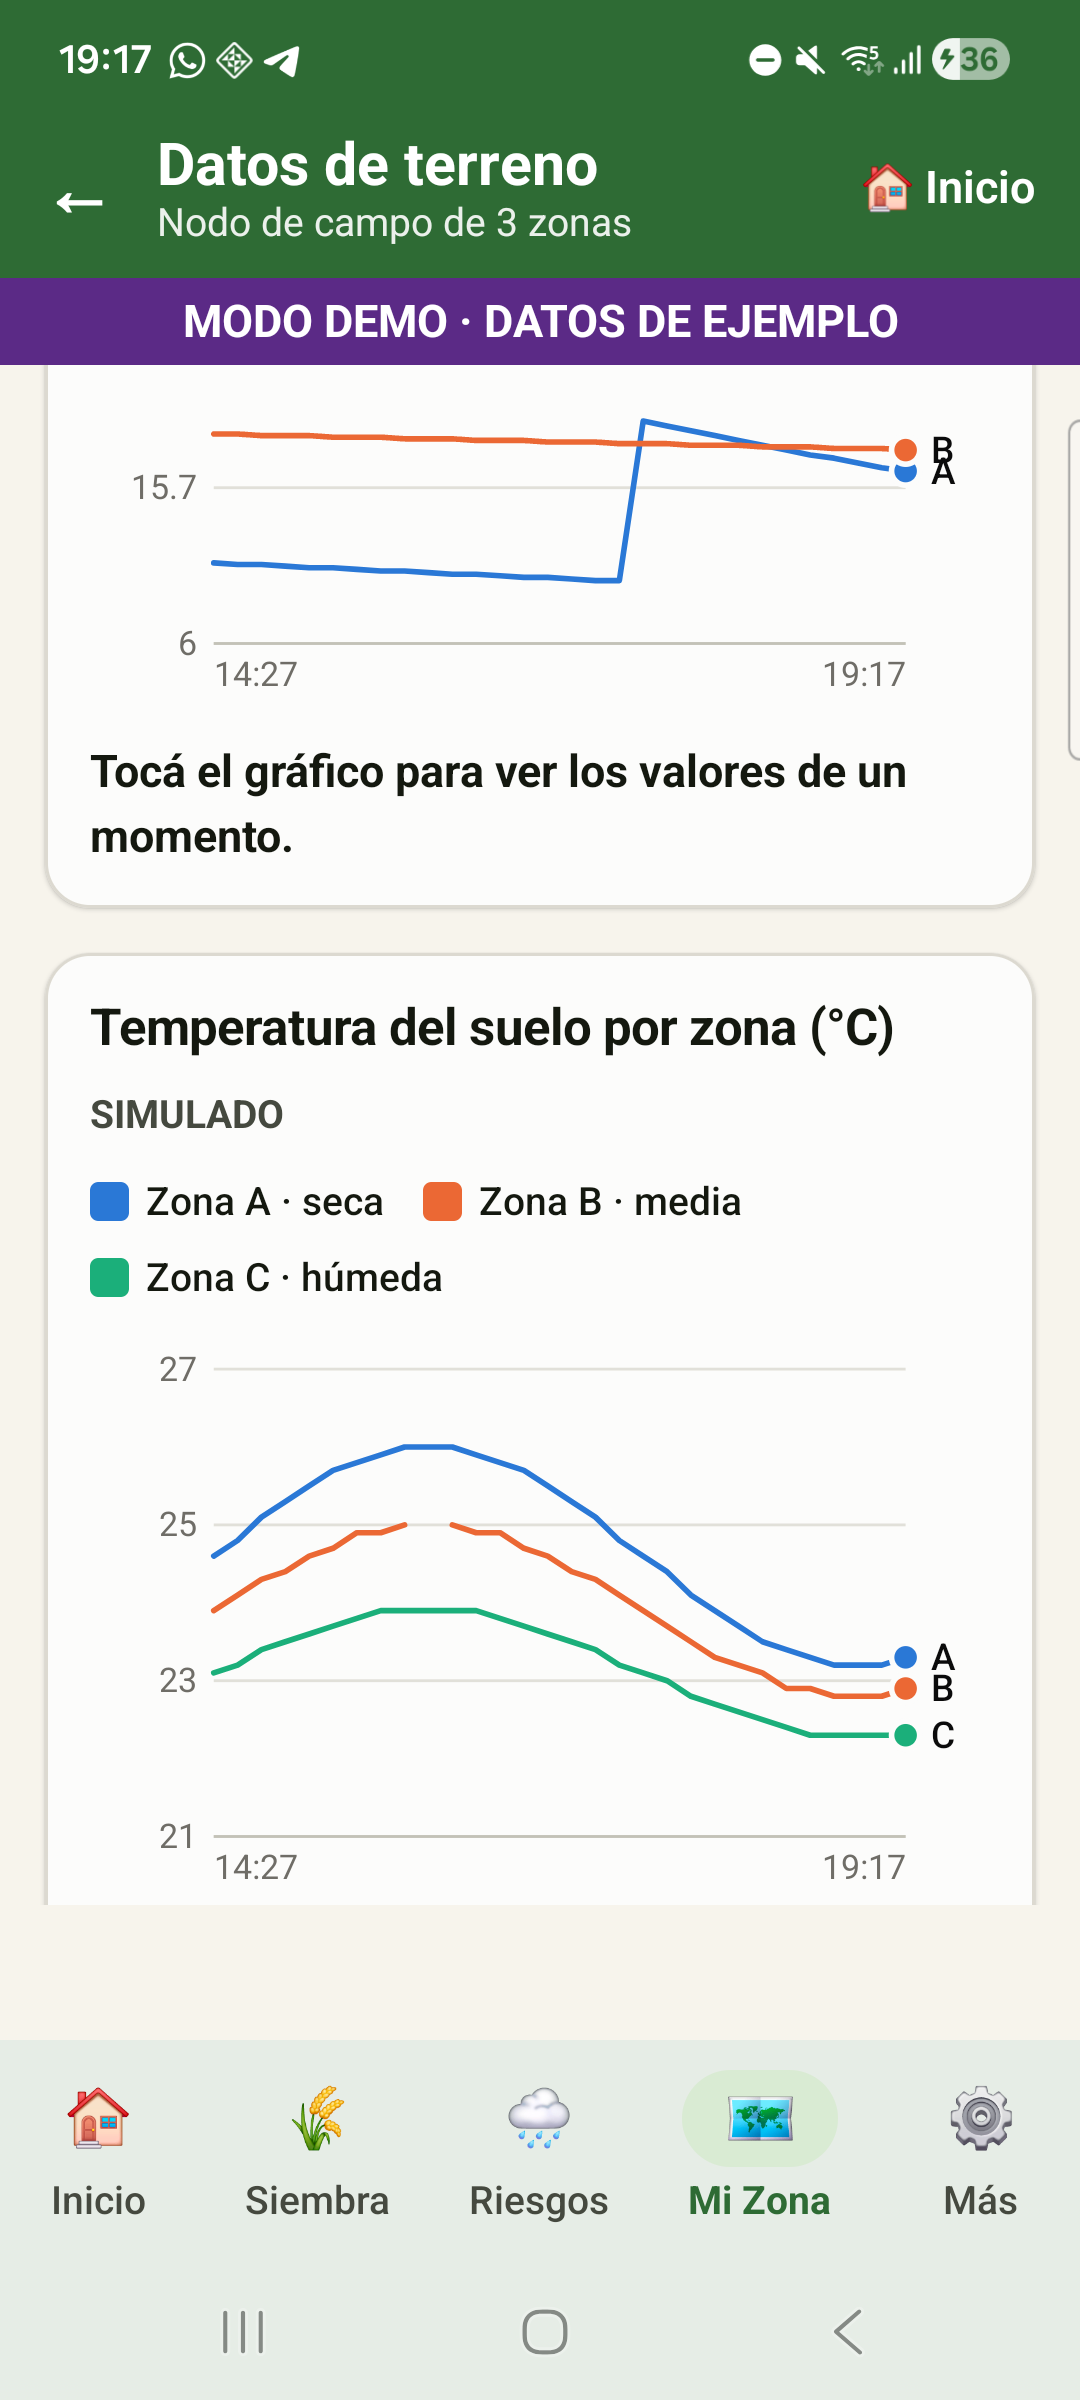 19:17
5
36
Datos de terreno
Nodo de campo de 3 zonas
←
🏠 Inicio
MODO DEMO · DATOS DE EJEMPLO
B
A
15.7
6
14:27 19:17
Tocá el gráfico para ver los valores de un
momento.
Temperatura del suelo por zona (°C)
SIMULADO
Zona A · seca Zona B · media
Zona C · húmeda
27
25
23
A
B
C
21
14:27 19:17
Inicio Siembra Riesgos Mi Zona Más